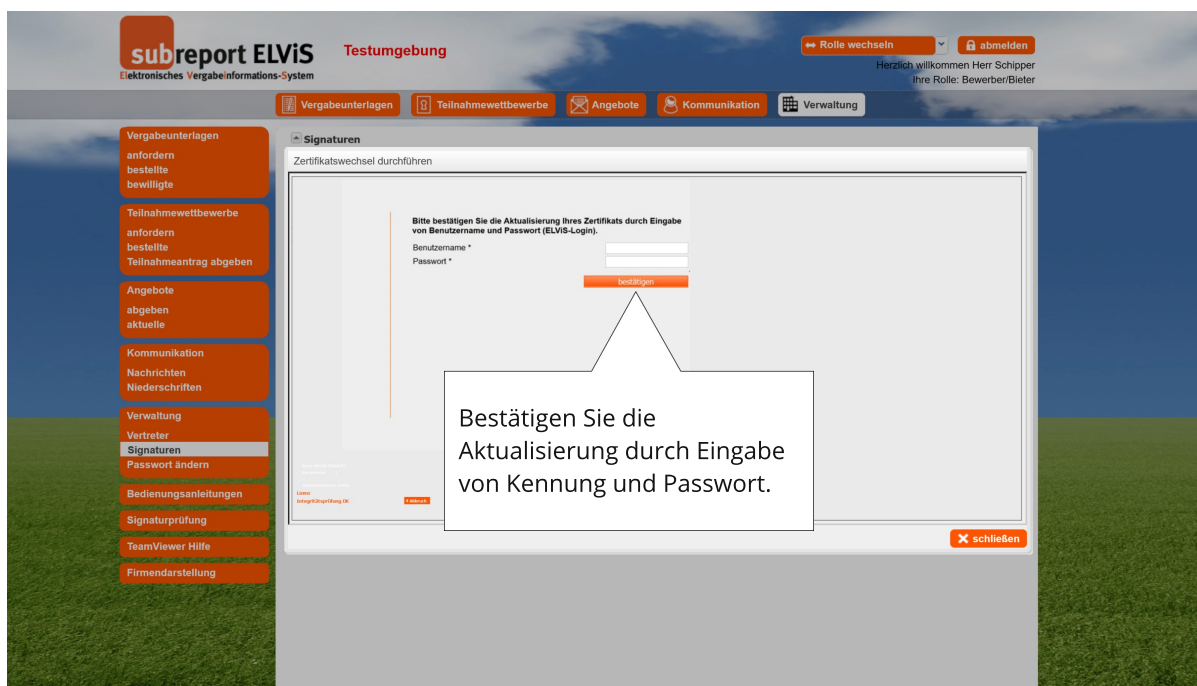 subreport ELViS
Elektronisches Vergabeinformations-System
Testumgebung
Rolle wechseln
abmelden
Herzlich willkommen Herr Schipper
Ihre Rolle: Bewerber/Bieter
Vergabeunterlagen
Teilnahmewettbewerbe
Angebote
Kommunikation
Verwaltung
Vergabeunterlagen
anfordern
bestellte
bewilligte
Teilnahmewettbewerbe
anfordern
bestellte
Teilnahmeantrag abgeben
Angebote
abgeben
aktuelle
Kommunikation
Nachrichten
Niederschriften
Verwaltung
Vertreter
Signaturen
Passwort ändern
Bedienungsanleitungen
Signaturprüfung
TeamViewer Hilfe
Firmendarstellung
Signaturen
Zertifikatswechsel durchführen
Bitte bestätigen Sie die Aktualisierung Ihres Zertifikats durch Eingabe
von Benutzername und Passwort (ELViS-Login).
Benutzername *
Passwort *
bestätigen
Bestätigen Sie die
Aktualisierung durch Eingabe
von Kennung und Passwort.
Integritätsprüfung OK
Abbruch
schließen